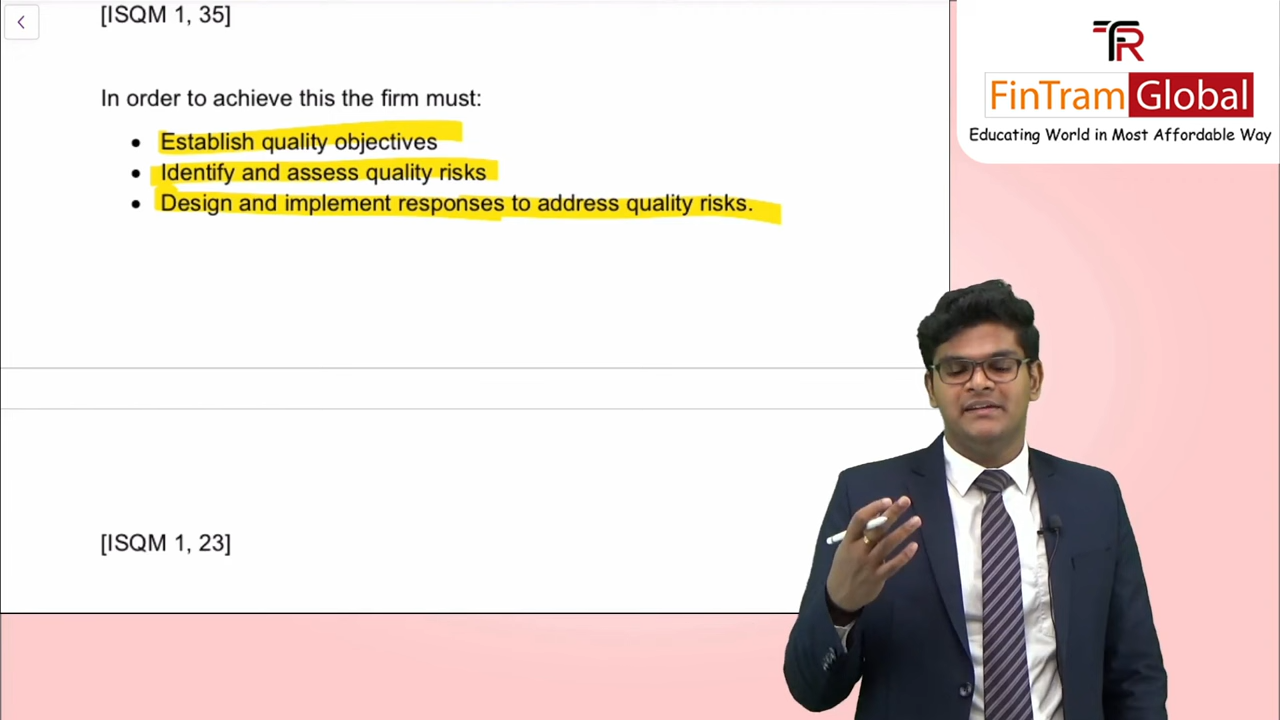 [ISQM 1, 35]
In order to achieve this the firm must:
• Establish quality objectives
• Identify and assess quality risks
• Design and implement responses to address quality risks.
[ISQM 1, 23]
FinTram Global
Educating World in Most Affordable Way